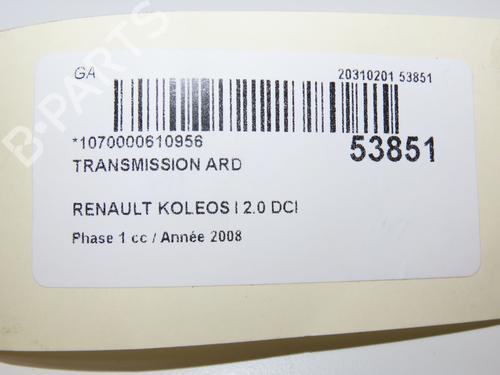 GA
20310201 53851
*1070000610956
53851
TRANSMISSION ARD
RENAULT KOLEOS I 2.0 DCI
Phase 1 cc / Année 2008
B-PARTS